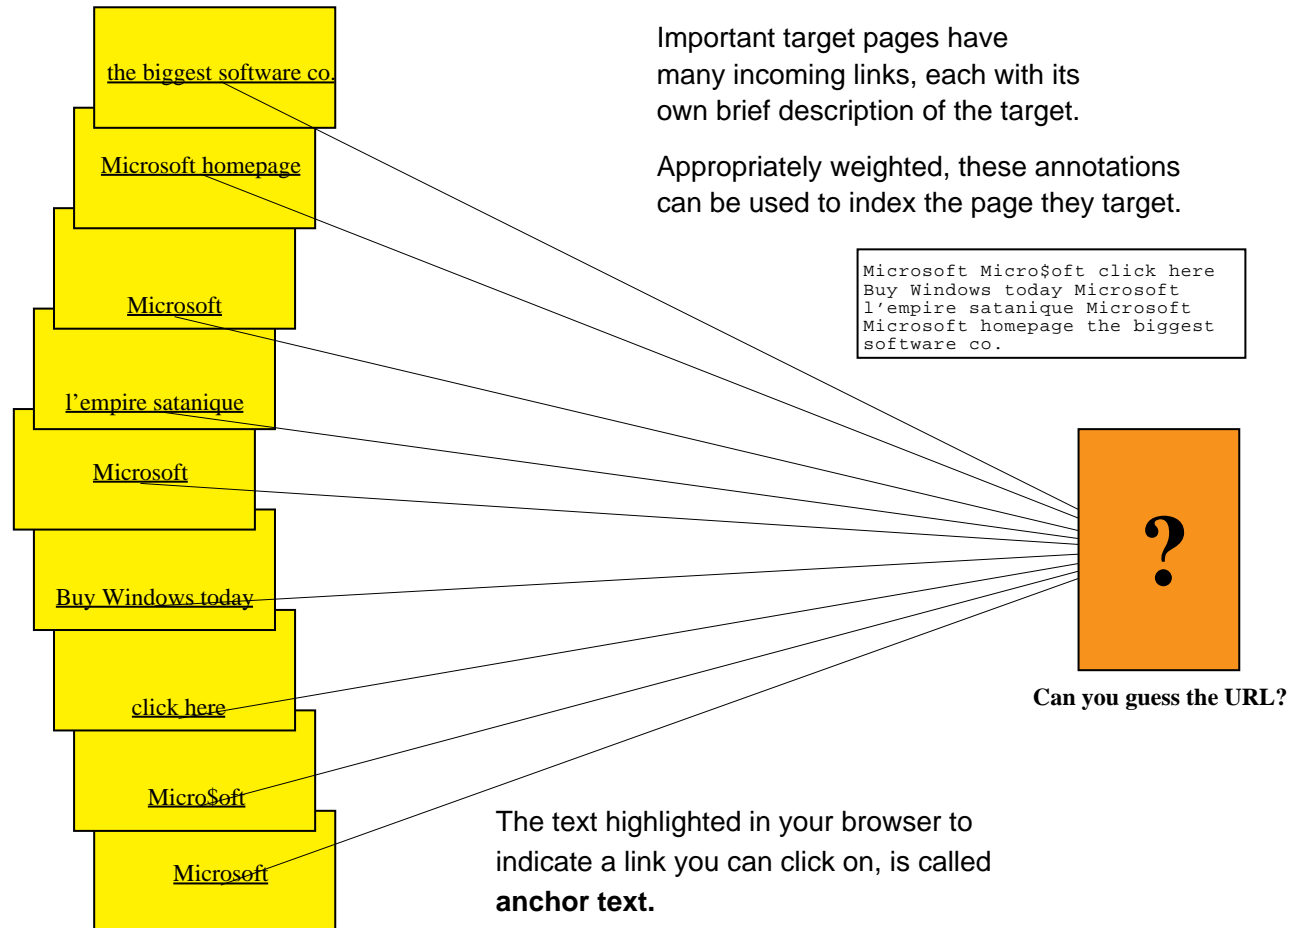 the biggest software co.
Microsoft homepage
Microsoft
l’empire satanique
Microsoft
Buy Windows today
click here
Micro$oft
Microsoft
Important target pages have
many incoming links, each with its
own brief description of the target.
Appropriately weighted, these annotations
can be used to index the page they target.
Microsoft Micro$oft click here
Buy Windows today Microsoft
l’empire satanique Microsoft
Microsoft homepage the biggest
software co.
?
Can you guess the URL?
The text highlighted in your browser to
indicate a link you can click on, is called
anchor text.